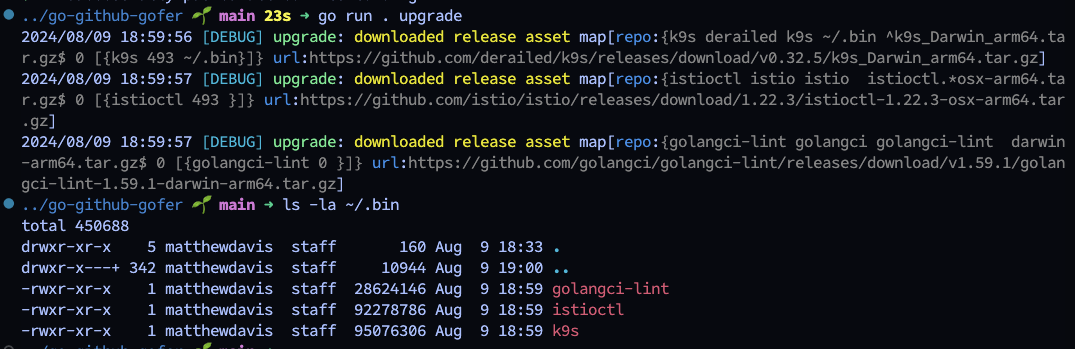 ../go-github-gofer 🌱 main 23s ➜ go run . upgrade
2024/08/09 18:59:56 [DEBUG] upgrade: downloaded release asset map[repo:{k9s derailed k9s ~/.bin ^k9s_Darwin_arm64.ta
r.gz$ 0 [{k9s 493 ~/.bin}]} url:https://github.com/derailed/k9s/releases/download/v0.32.5/k9s_Darwin_arm64.tar.gz]
2024/08/09 18:59:57 [DEBUG] upgrade: downloaded release asset map[repo:{istioctl istio istio  istioctl.*osx-arm64.ta
r.gz$ 0 [{istioctl 493 }]} url:https://github.com/istio/istio/releases/download/1.22.3/istioctl-1.22.3-osx-arm64.tar
.gz]
2024/08/09 18:59:57 [DEBUG] upgrade: downloaded release asset map[repo:{golangci-lint golangci golangci-lint  darwin
-arm64.tar.gz$ 0 [{golangci-lint 0 }]} url:https://github.com/golangci/golangci-lint/releases/download/v1.59.1/golan
gci-lint-1.59.1-darwin-arm64.tar.gz]
../go-github-gofer 🌱 main ➜ ls -la ~/.bin
total 450688
drwxr-xr-x    5 matthewdavis  staff       160 Aug  9 18:33 .
drwxr-x---+ 342 matthewdavis  staff     10944 Aug  9 19:00 ..
-rwxr-xr-x    1 matthewdavis  staff  28624146 Aug  9 18:59 golangci-lint
-rwxr-xr-x    1 matthewdavis  staff  92278786 Aug  9 18:59 istioctl
-rwxr-xr-x    1 matthewdavis  staff  95076306 Aug  9 18:59 k9s